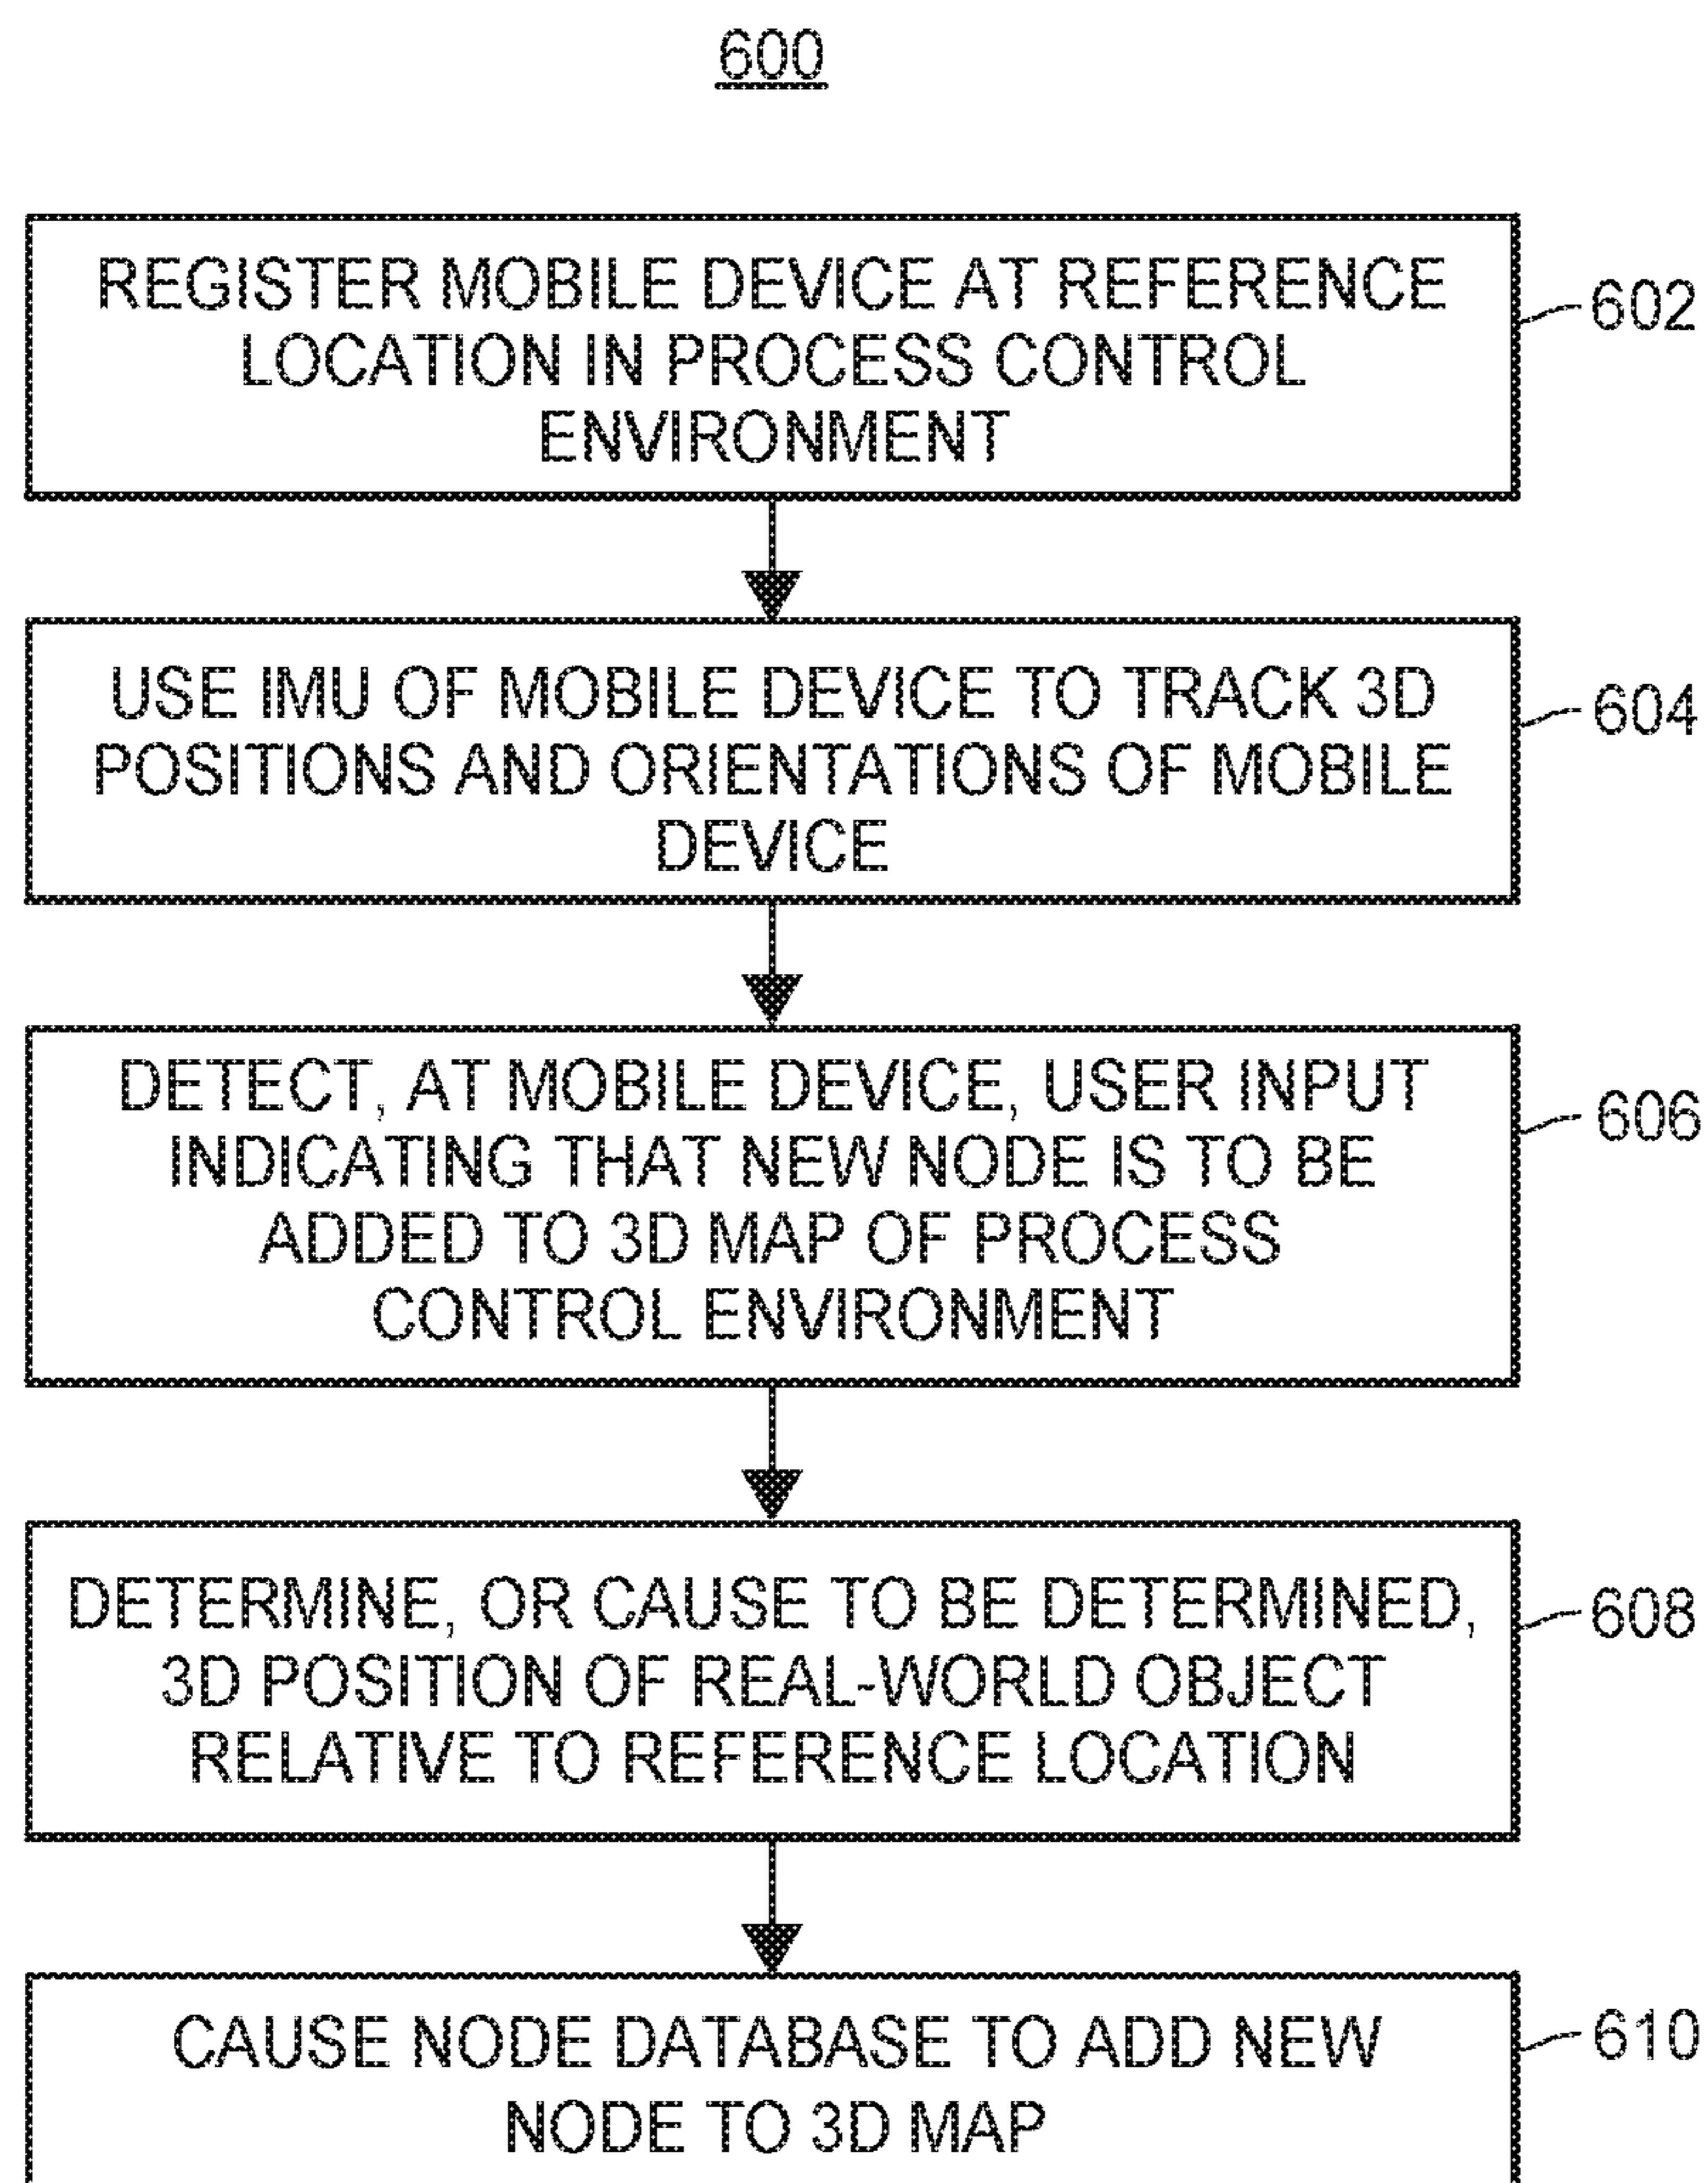 600
REGISTER MOBILE DEVICE AT REFERENCE
LOCATION IN PROCESS CONTROL
ENVIRONMENT
602
USE IMU OF MOBILE DEVICE TO TRACK 3D
POSITIONS AND ORIENTATIONS OF MOBILE
DEVICE
604
DETECT, AT MOBILE DEVICE, USER INPUT
INDICATING THAT NEW NODE IS TO BE
ADDED TO 3D MAP OF PROCESS
CONTROL ENVIRONMENT
606
DETERMINE, OR CAUSE TO BE DETERMINED,
3D POSITION OF REAL-WORLD OBJECT
RELATIVE TO REFERENCE LOCATION
608
CAUSE NODE DATABASE TO ADD NEW
NODE TO 3D MAP
610